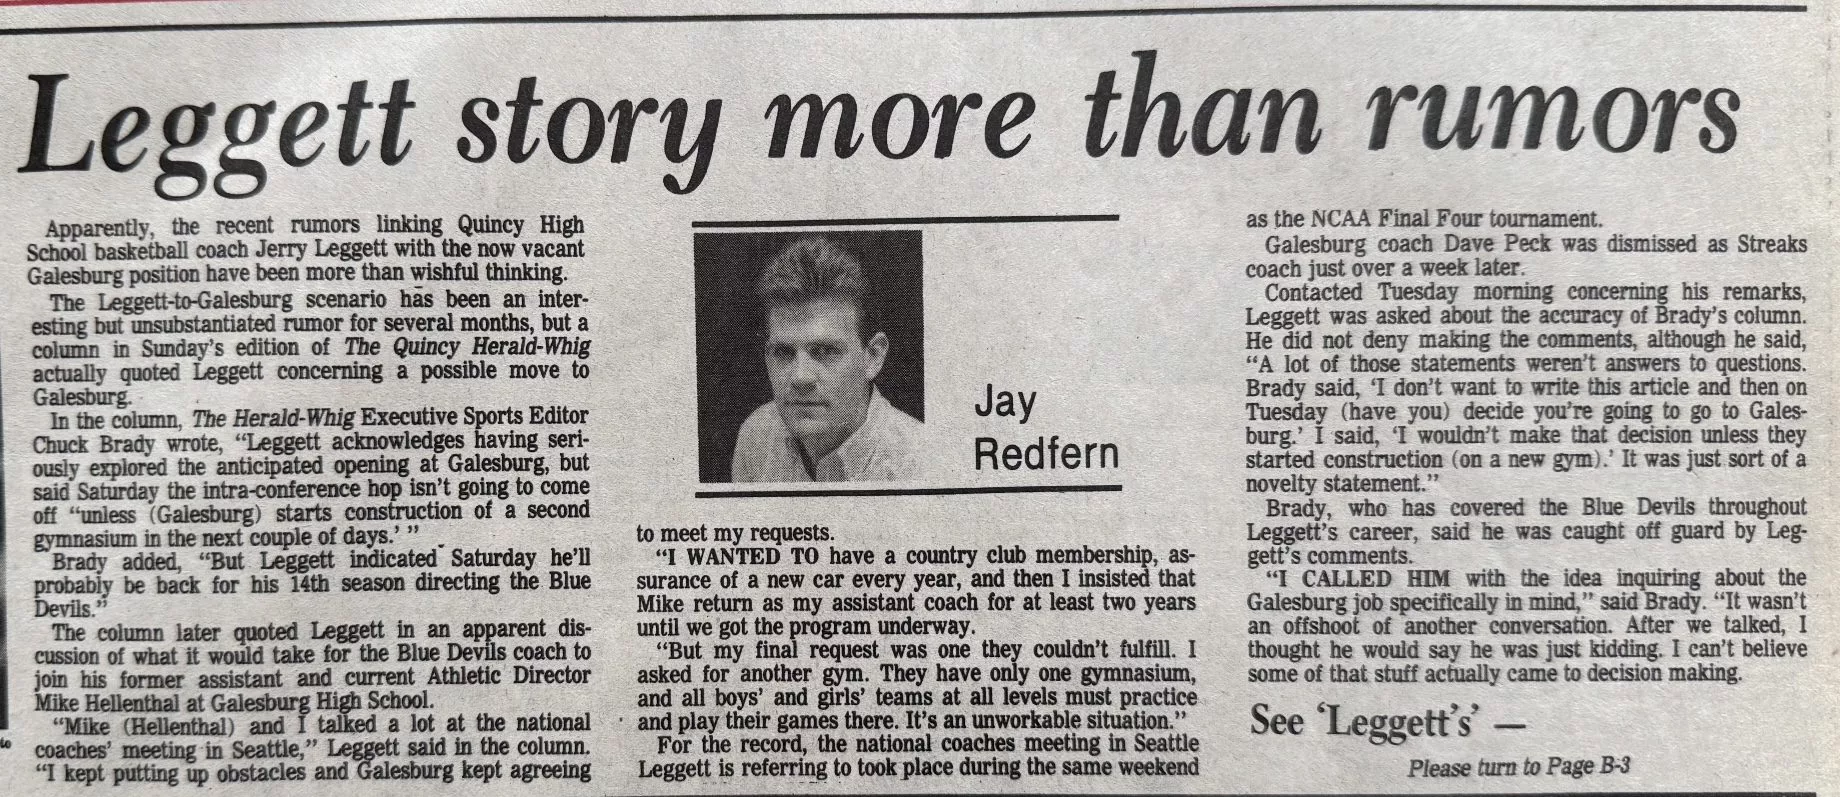 Leggett story more than rumors
Apparently, the recent rumors linking Quincy High
School basketball coach Jerry Leggett with the now vacant
Galesburg position have been more than wishful thinking.
The Leggett-to-Galesburg scenario has been an inter-
esting but unsubstantiated rumor for several months, but a
column in Sunday's edition of The Quincy Herald-Whig
actually quoted Leggett concerning a possible move to
Galesburg.
In the column, The Herald-Whig Executive Sports Editor
Chuck Brady wrote, “Leggett acknowledges having seri-
ously explored the anticipated opening at Galesburg, but
said Saturday the intra-conference hop isn't going to come
off “unless (Galesburg) starts construction of a second
gymnasium in the next couple of days.’ ”
Brady added, “But Leggett indicated Saturday he'll
probably be back for his 14th season directing the Blue
Devils.”
The column later quoted Leggett in an apparent dis-
cussion of what it would take for the Blue Devils coach to
join his former assistant and current Athletic Director
Mike Hellenthal at Galesburg High School.
“Mike (Hellenthal) and I talked a lot at the national
coaches’ meeting in Seattle,” Leggett said in the column.
“I kept putting up obstacles and Galesburg kept agreeing
Jay
Redfern
to meet my requests.
“I WANTED TO have a country club membership, as-
surance of a new car every year, and then I insisted that
Mike return as my assistant coach for at least two years
until we got the program underway.
“But my final request was one they couldn't fulfill. I
asked for another gym. They have only one gymnasium,
and all boys’ and girls’ teams at all levels must practice
and play their games there. It's an unworkable situation.”
For the record, the national coaches meeting in Seattle
Leggett is referring to took place during the same weekend
as the NCAA Final Four tournament.
Galesburg coach Dave Peck was dismissed as Streaks
coach just over a week later.
Contacted Tuesday morning concerning his remarks,
Leggett was asked about the accuracy of Brady's column.
He did not deny making the comments, although he said,
“A lot of those statements weren't answers to questions.
Brady said, ‘I don't want to write this article and then on
Tuesday (have you) decide you're going to go to Gales-
burg.’ I said, ‘I wouldn't make that decision unless they
started construction (on a new gym).’ It was just sort of a
novelty statement.”
Brady, who has covered the Blue Devils throughout
Leggett's career, said he was caught off guard by Leg-
gett's comments.
“I CALLED HIM with the idea inquiring about the
Galesburg job specifically in mind,” said Brady. “It wasn't
an offshoot of another conversation. After we talked, I
thought he would say he was just kidding. I can't believe
some of that stuff actually came to decision making.
See ‘Leggett's’ —
Please turn to Page B-3
to